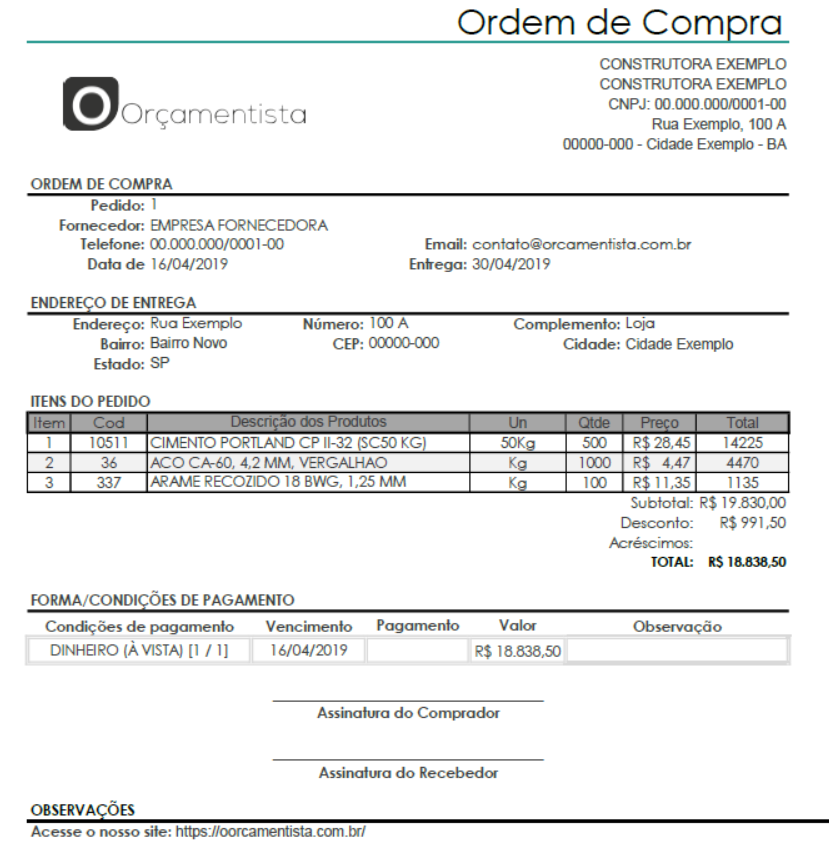 Ordem de Compra
CONSTRUTORA EXEMPLO
CONSTRUTORA EXEMPLO
CNPJ: 00.000.000/0001-00
Rua Exemplo, 100 A
00000-000 - Cidade Exemplo - BA
Orçamentista
ORDEM DE COMPRA
Pedido: 1
Fornecedor: EMPRESA FORNECEDORA
Telefone: 00.000.000/0001-00 Email: contato@orcamentista.com.br
Data de 16/04/2019 Entrega: 30/04/2019
ENDEREÇO DE ENTREGA
Endereço: Rua Exemplo Número: 100 A Complemento: Loja
Bairro: Bairro Novo CEP: 00000-000 Cidade: Cidade Exemplo
Estado: SP
ITENS DO PEDIDO
Item Cod Descrição dos Produtos Un Qtde Preço Total
1 10511 CIMENTO PORTLAND CP II-32 (SC50 KG) 50Kg 500 R$ 28,45 14225
2 36 ACO CA-60, 4,2 MM, VERGALHAO Kg 1000 R$ 4,47 4470
3 337 ARAME RECOZIDO 18 BWG, 1,25 MM Kg 100 R$ 11,35 1135
Subtotal: R$ 19.830,00
Desconto: R$ 991,50
Acréscimos:
TOTAL: R$ 18.838,50
FORMA/CONDIÇÕES DE PAGAMENTO
Condições de pagamento Vencimento Pagamento Valor Observação
DINHEIRO (À VISTA) [1 / 1] 16/04/2019 R$ 18.838,50
Assinatura do Comprador
Assinatura do Recebedor
OBSERVAÇÕES
Acesse o nosso site: https://oorcamentista.com.br/